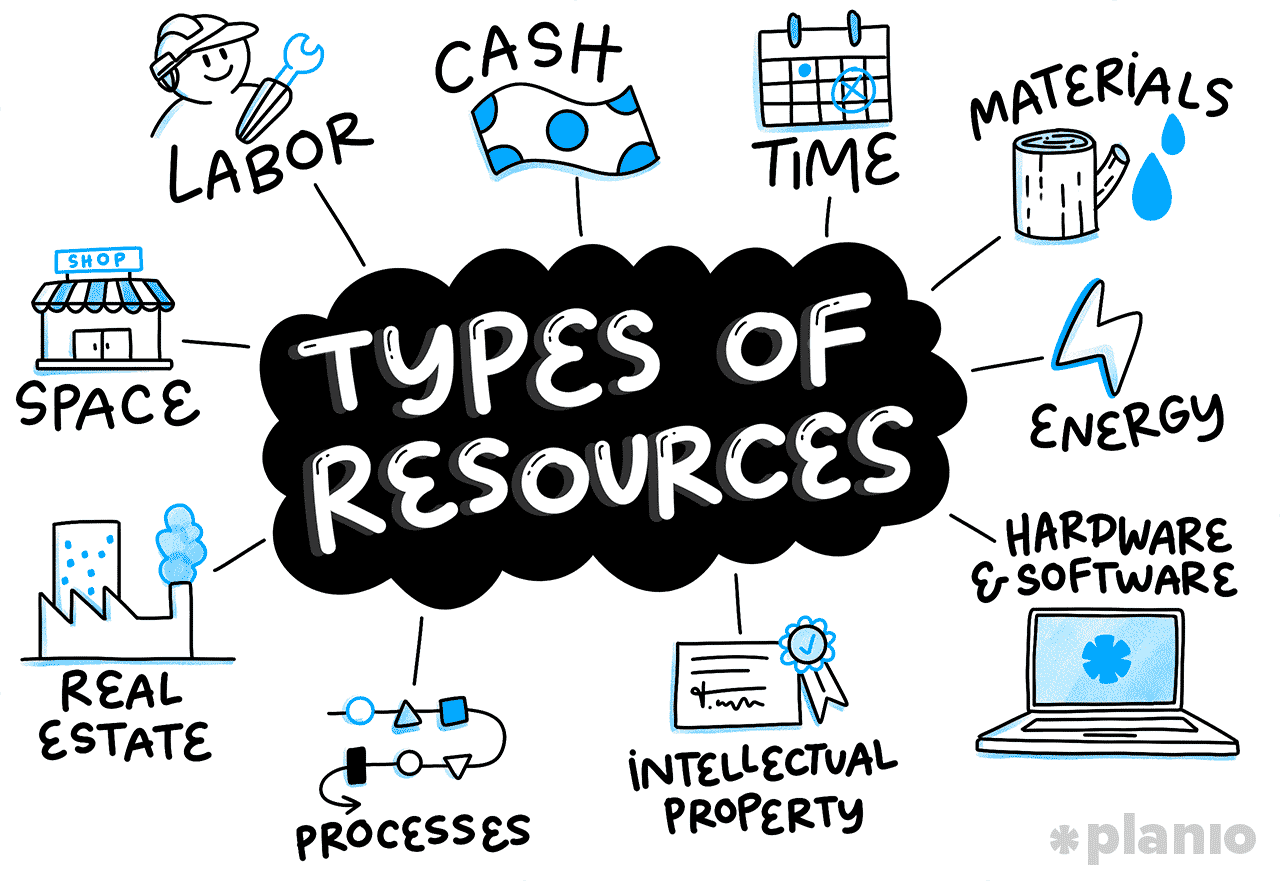 LABOR
CASH
TIME
MATERIALS
SHOP
SPACE
TYPES OF
RESOURCES
ENERGY
HARDWARE
& SOFTWARE
REAL
ESTATE
PROCESSES
INTELLECTUAL
PROPERTY
planio